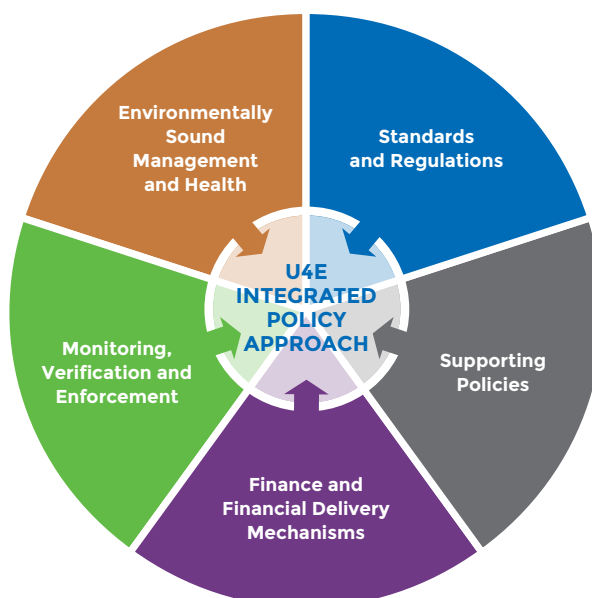 Environmentally
Sound
Management
and Health
Standards
and Regulations
U4E
INTEGRATED
POLICY
APPROACH
Monitoring,
Verification and
Enforcement
Supporting
Policies
Finance and
Financial Delivery
Mechanisms